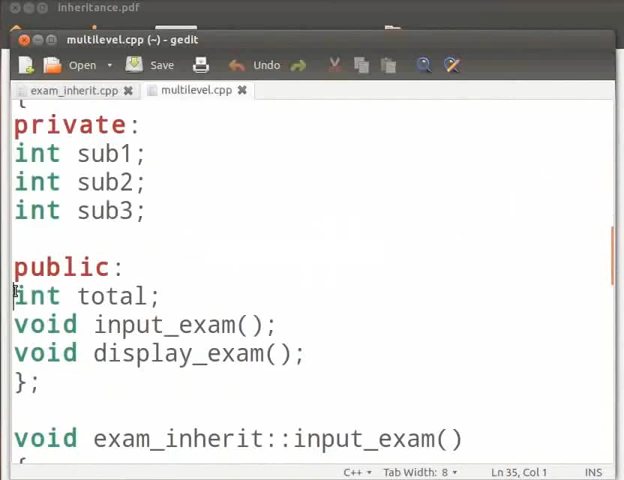 inheritance.pdf
multilevel.cpp (~) - gedit
Open Save Undo
exam_inherit.cpp multilevel.cpp
{
private:
int sub1;
int sub2;
int sub3;
public:
int total;
void input_exam();
void display_exam();
};
void exam_inherit::input_exam()
{
C++ Tab Width: 8 Ln 35, Col 1 INS